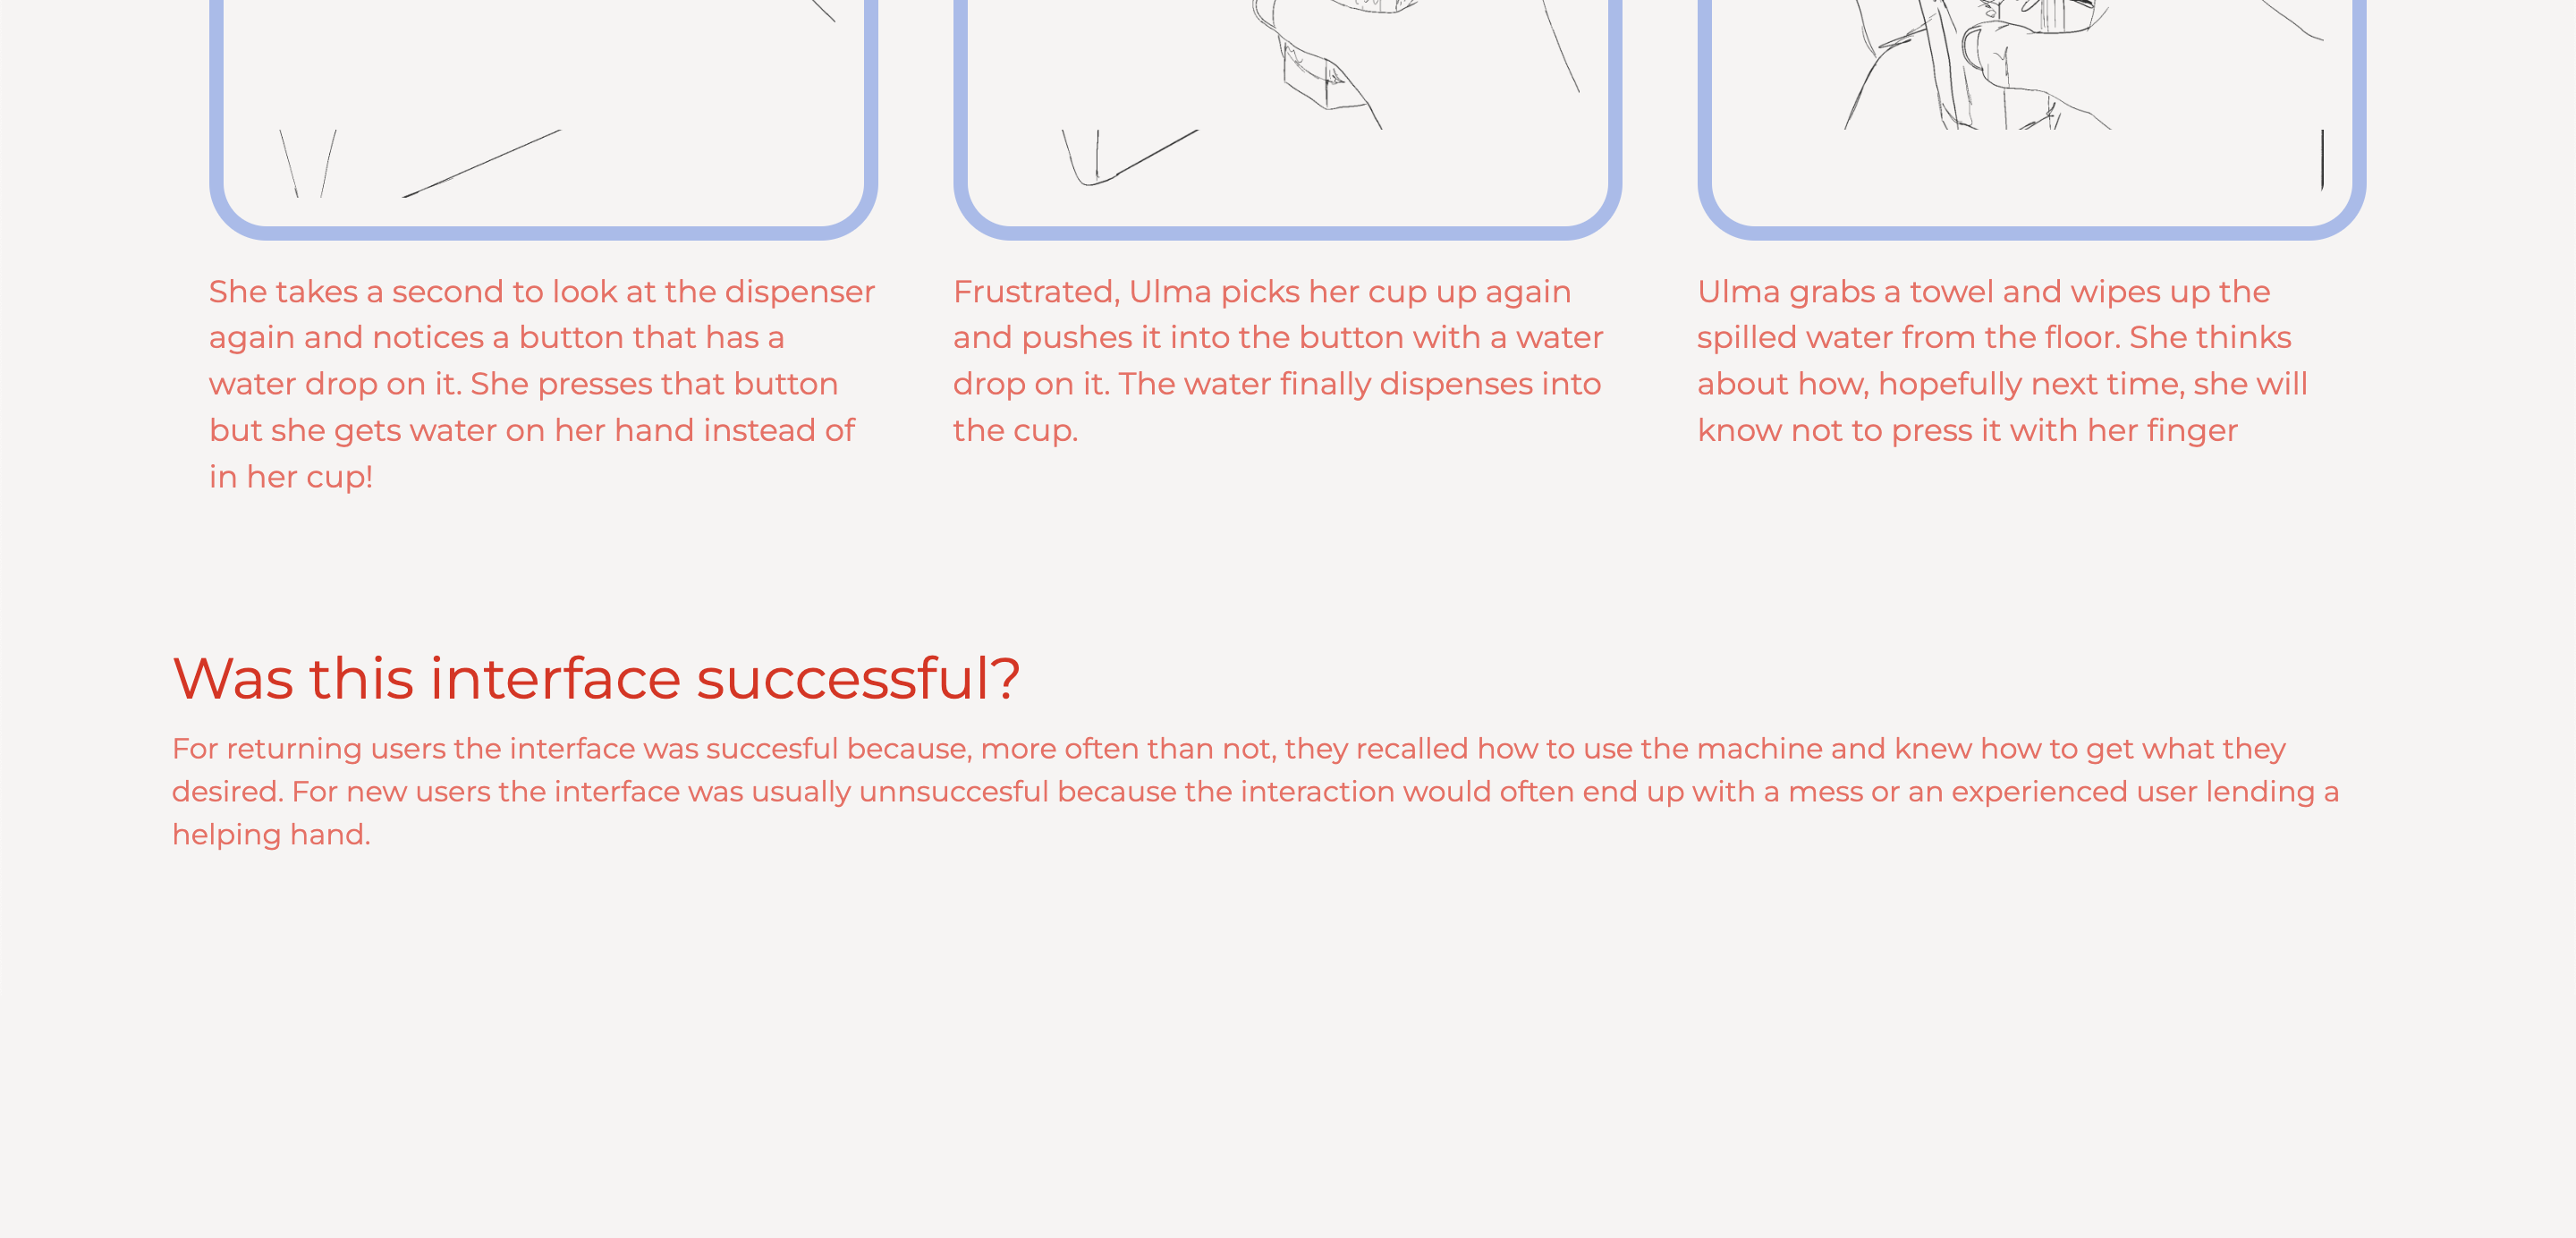 She takes a second to look at the dispenser
again and notices a button that has a
water drop on it. She presses that button
but she gets water on her hand instead of
in her cup!
Frustrated, Ulma picks her cup up again
and pushes it into the button with a water
drop on it. The water finally dispenses into
the cup.
Ulma grabs a towel and wipes up the
spilled water from the floor. She thinks
about how, hopefully next time, she will
know not to press it with her finger
Was this interface successful?
For returning users the interface was succesful because, more often than not, they recalled how to use the machine and knew how to get what they
desired. For new users the interface was usually unnsuccesful because the interaction would often end up with a mess or an experienced user lending a
helping hand.